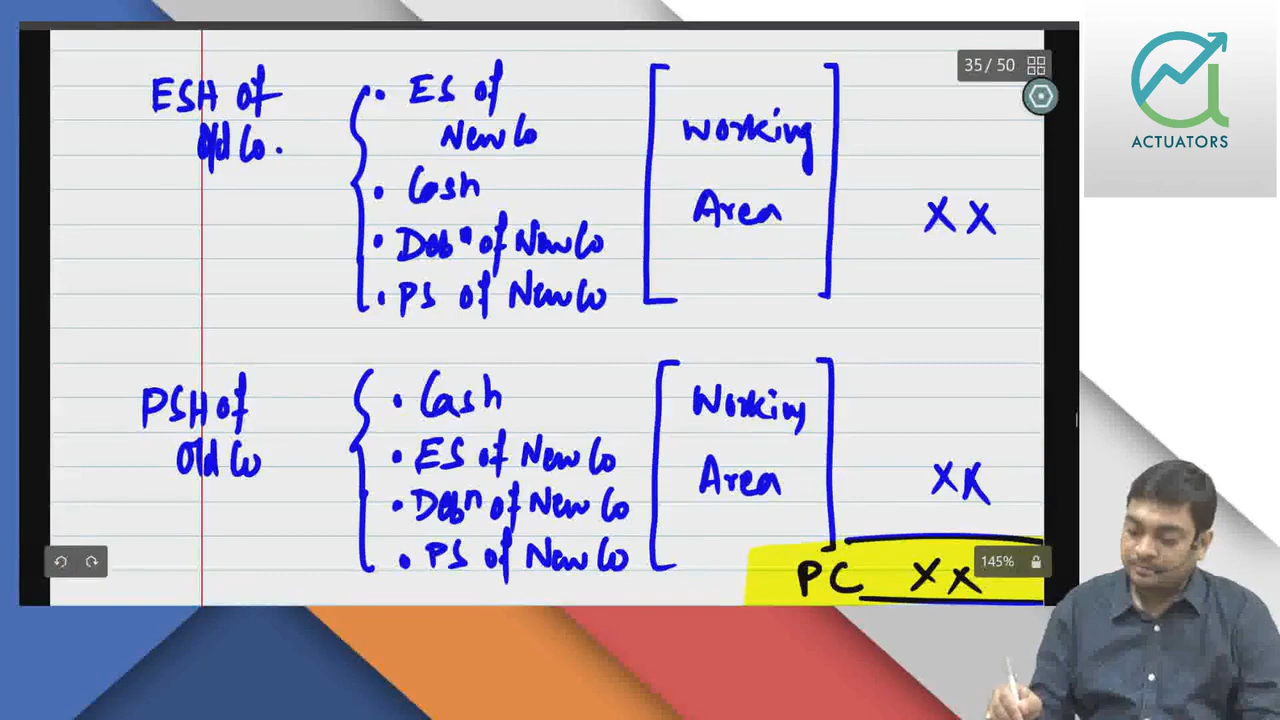 ESH of
Old Co.
• ES of
New Co
• Cash
• Debⁿ of New Co
• PS of New Co
Working
Area
XX
PSH of
Old Co
• Cash
• ES of New Co
• Debⁿ of New Co
• PS of New Co
Working
Area
XX
PC XX
35 / 50
145%
ACTUATORS